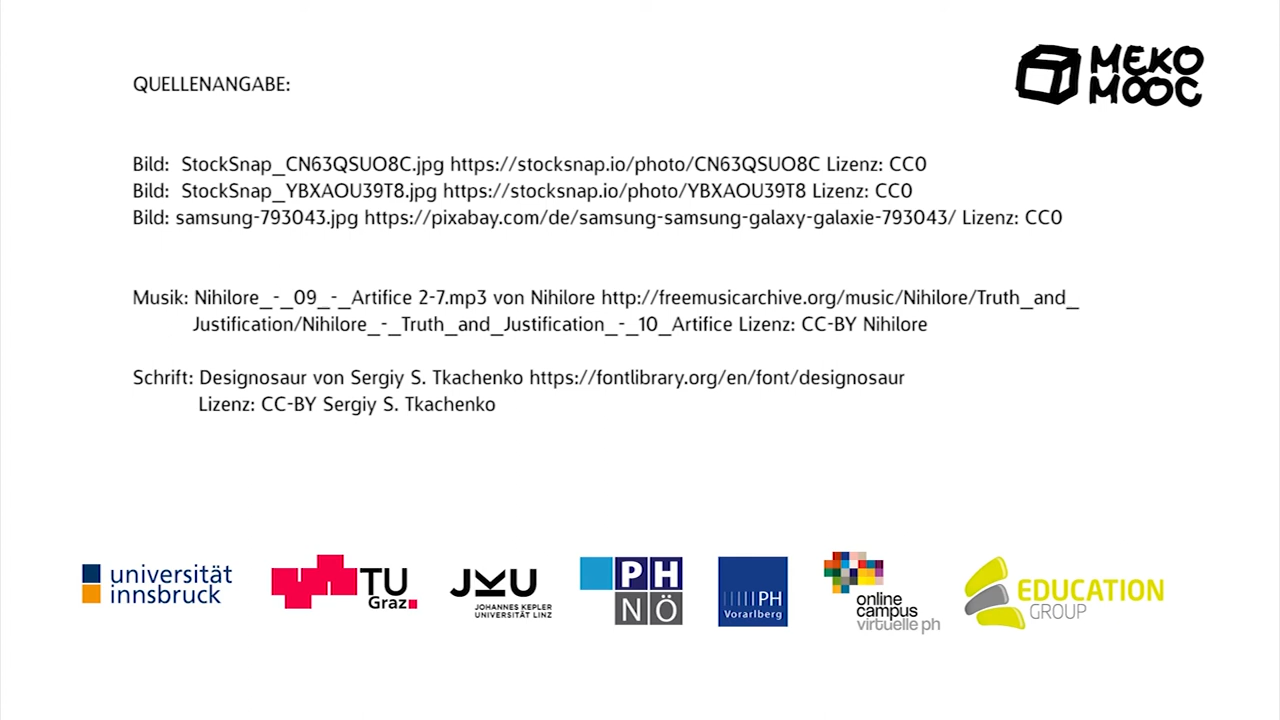 MEKO
MOOC
QUELLENANGABE:
Bild: StockSnap_CN63QSUO8C.jpg https://stocksnap.io/photo/CN63QSUO8C Lizenz: CC0
Bild: StockSnap_YBXAOU39T8.jpg https://stocksnap.io/photo/YBXAOU39T8 Lizenz: CC0
Bild: samsung-793043.jpg https://pixabay.com/de/samsung-samsung-galaxy-galaxie-793043/ Lizenz: CC0
Musik: Nihilore_-_09_-_Artifice 2-7.mp3 von Nihilore http://freemusicarchive.org/music/Nihilore/Truth_and_
Justification/Nihilore_-_Truth_and_Justification_-_10_Artifice Lizenz: CC-BY Nihilore
Schrift: Designosaur von Sergiy S. Tkachenko https://fontlibrary.org/en/font/designosaur
Lizenz: CC-BY Sergiy S. Tkachenko
universität
innsbruck
TU
Graz
JKU
JOHANNES KEPLER
UNIVERSITÄT LINZ
PH
NÖ
PH
Vorarlberg
online
campus
virtuelle ph
EDUCATION
GROUP